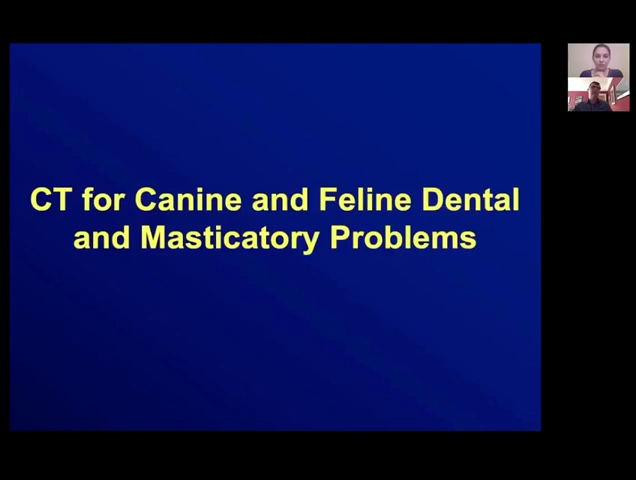 CT for Canine and Feline Dental
and Masticatory Problems